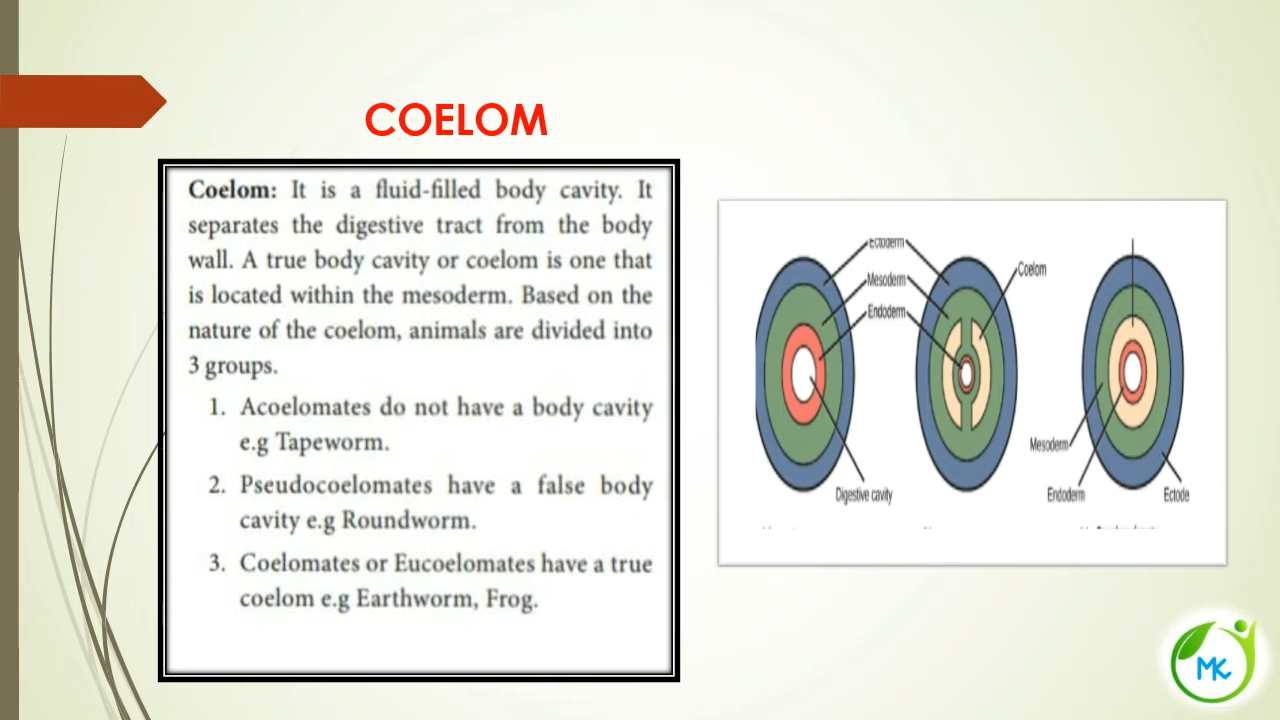 COELOM
Coelom: It is a fluid-filled body cavity. It
separates the digestive tract from the body
wall. A true body cavity or coelom is one that
is located within the mesoderm. Based on the
nature of the coelom, animals are divided into
3 groups.
1. Acoelomates do not have a body cavity
e.g Tapeworm.
2. Pseudocoelomates have a false body
cavity e.g Roundworm.
3. Coelomates or Eucoelomates have a true
coelom e.g Earthworm, Frog.
Ectoderm
Mesoderm
Endoderm
Coelom
Digestive cavity
Mesoderm
Endoderm
Ectode
MK